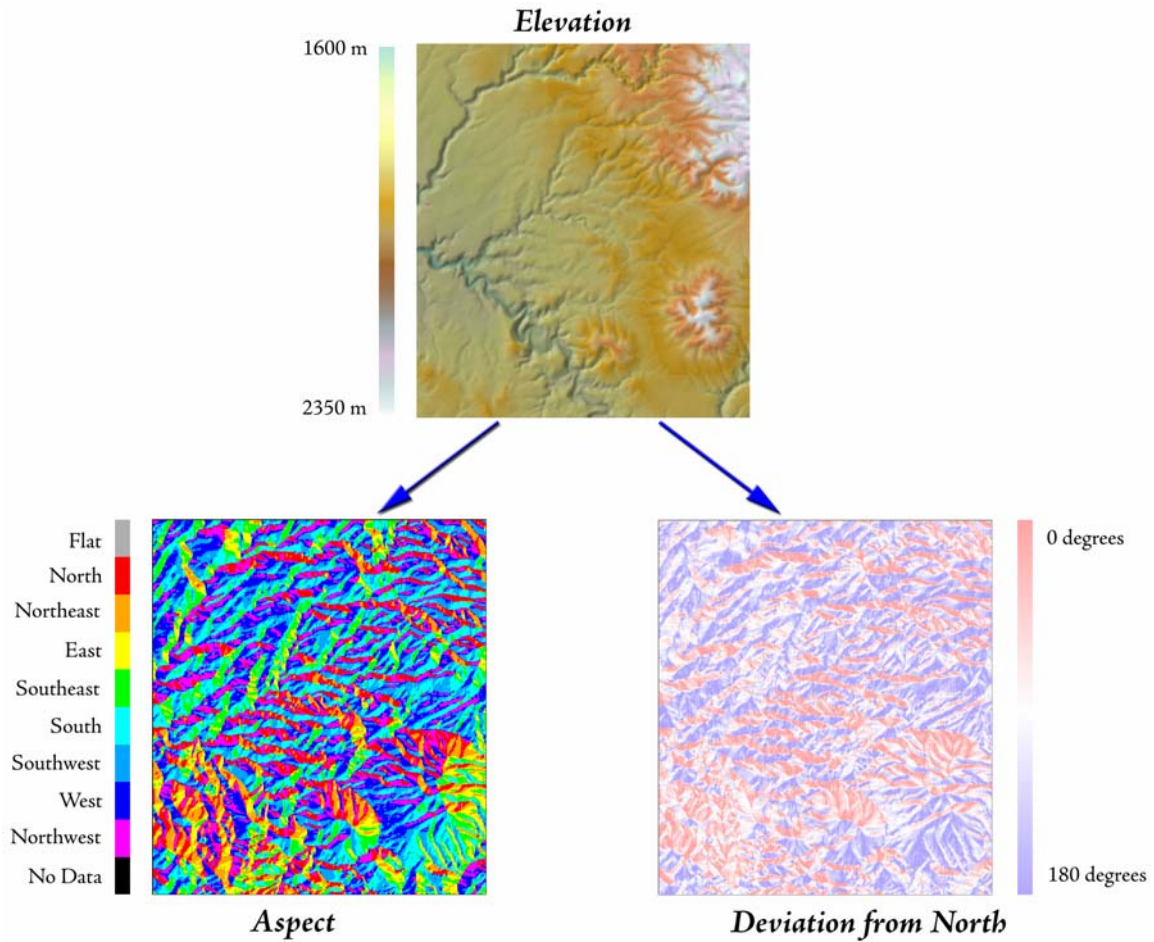 Elevation
1600 m
2350 m
Flat
North
Northeast
East
Southeast
South
Southwest
West
Northwest
No Data
Aspect
0 degrees
180 degrees
Deviation from North